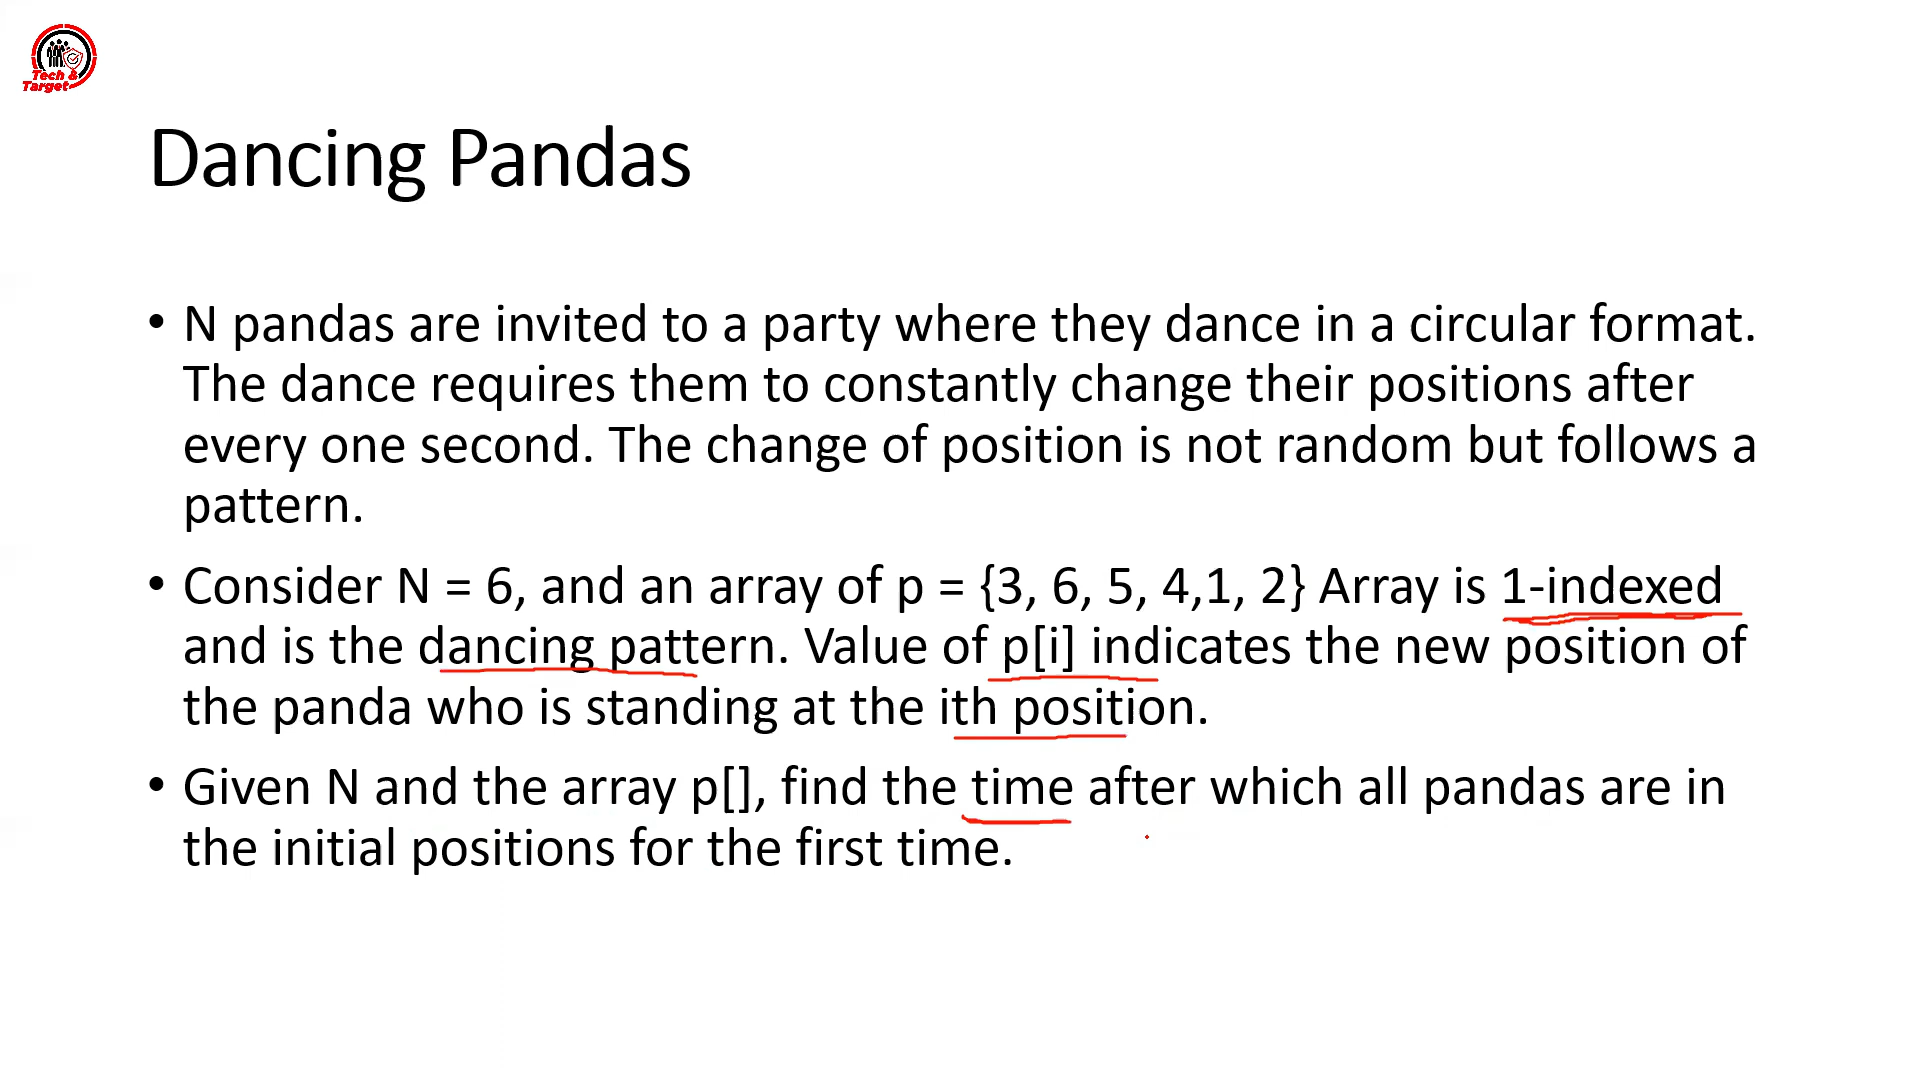 Tech &
Target
Dancing Pandas
• N pandas are invited to a party where they dance in a circular format.
The dance requires them to constantly change their positions after
every one second. The change of position is not random but follows a
pattern.
• Consider N = 6, and an array of p = {3, 6, 5, 4,1, 2} Array is 1-indexed
and is the dancing pattern. Value of p[i] indicates the new position of
the panda who is standing at the ith position.
• Given N and the array p[], find the time after which all pandas are in
the initial positions for the first time.